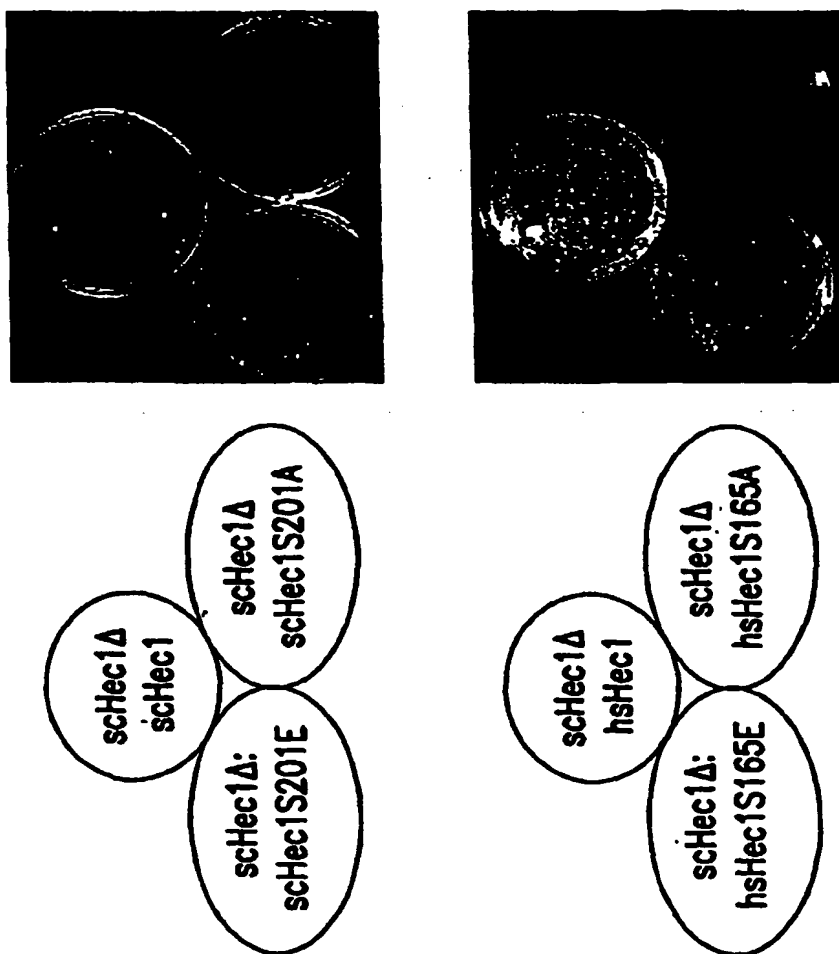 scHec1Δ
scHec1
scHec1Δ:
scHec1S201E
scHec1Δ
scHec1S201A
scHec1Δ
hsHec1
scHec1Δ:
hsHec1S165E
scHec1Δ
hsHec1S165A